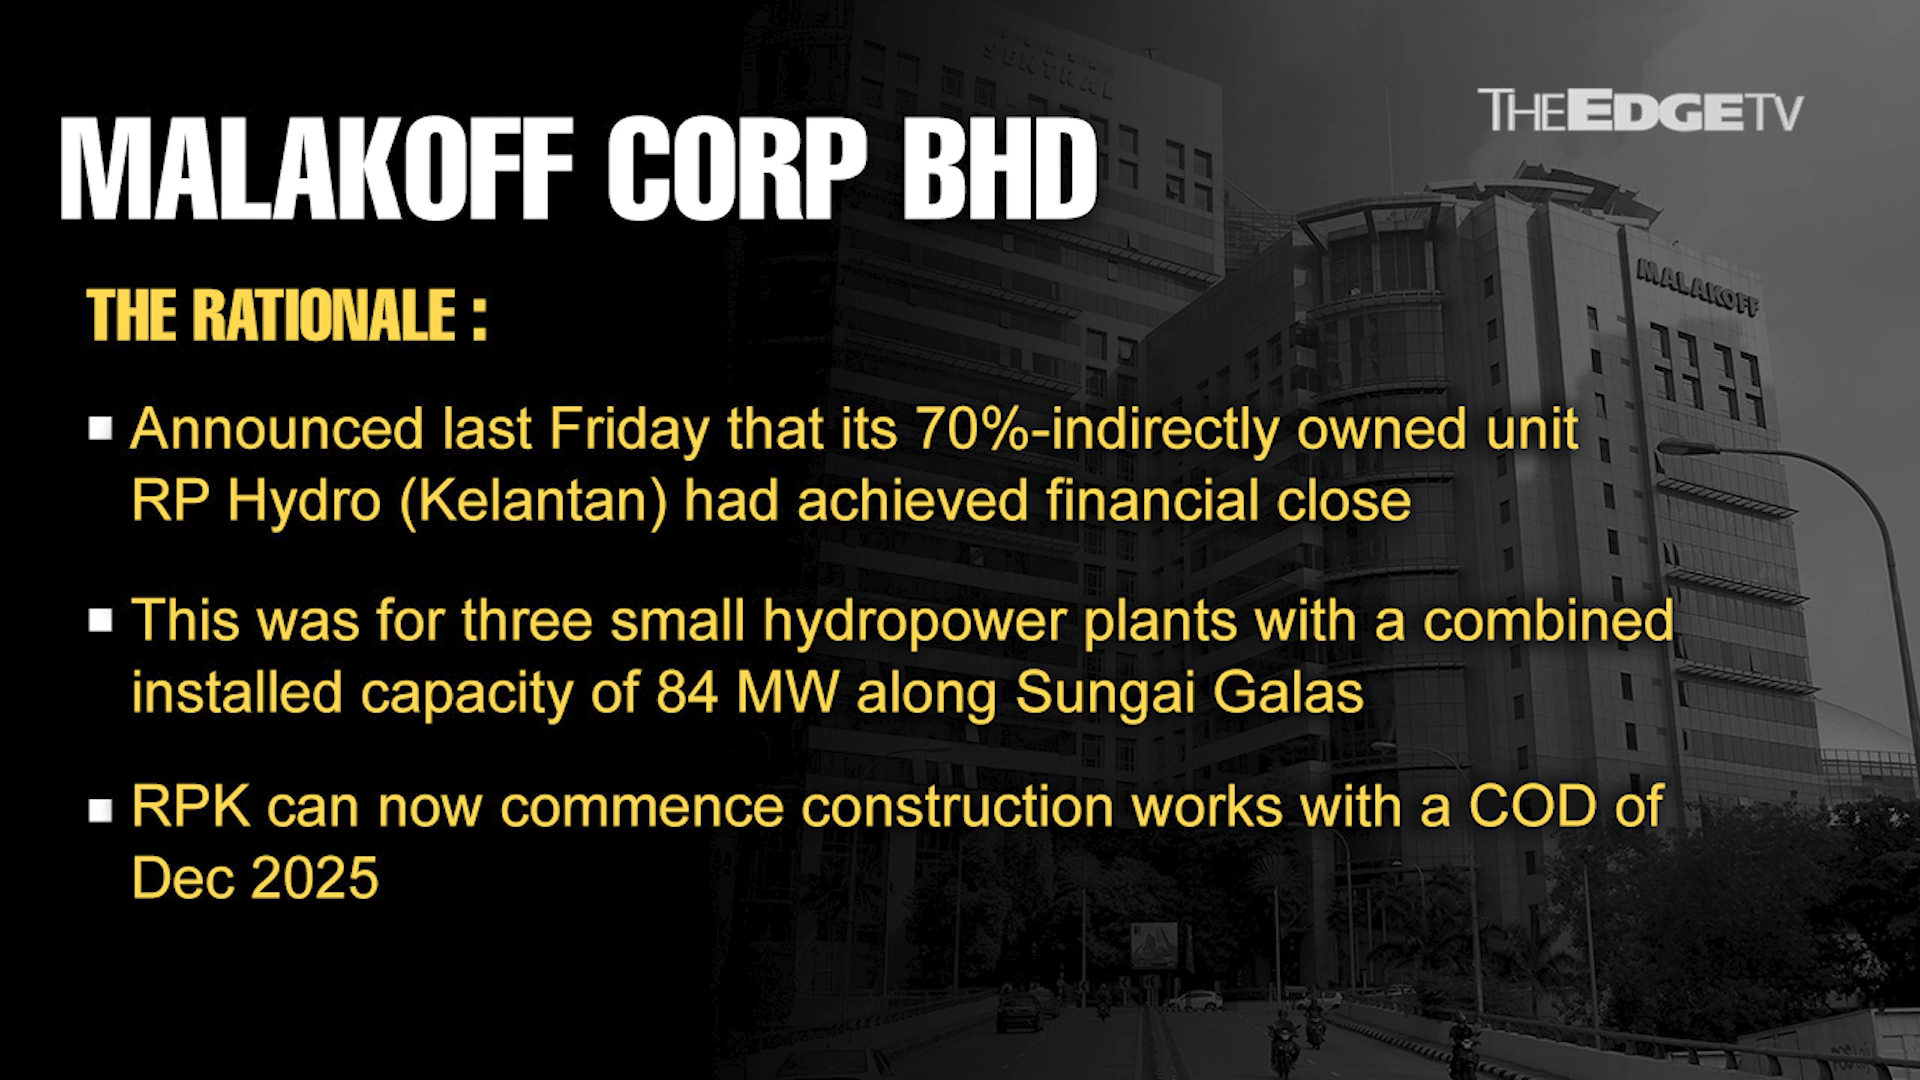 SENTRAL
THEEDGETV
MALAKOFF CORP BHD
MALAKOFF
THE RATIONALE :
Announced last Friday that its 70%-indirectly owned unit
RP Hydro (Kelantan) had achieved financial close
This was for three small hydropower plants with a combined
installed capacity of 84 MW along Sungai Galas
RPK can now commence construction works with a COD of
Dec 2025